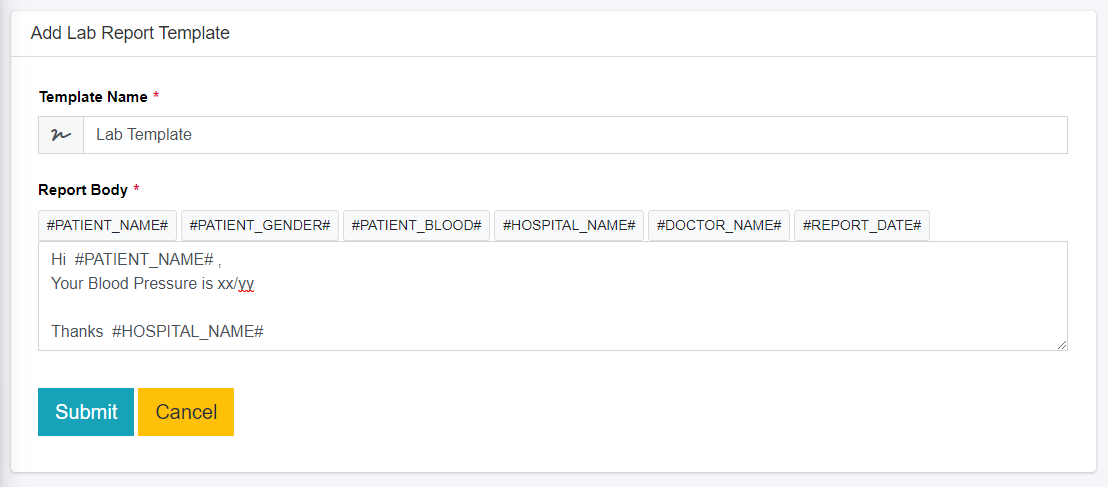 Add Lab Report Template
Template Name *
Lab Template
Report Body *
#PATIENT_NAME# #PATIENT_GENDER# #PATIENT_BLOOD# #HOSPITAL_NAME# #DOCTOR_NAME# #REPORT_DATE#
Hi  #PATIENT_NAME# ,
Your Blood Pressure is xx/yy
Thanks  #HOSPITAL_NAME#
Submit Cancel